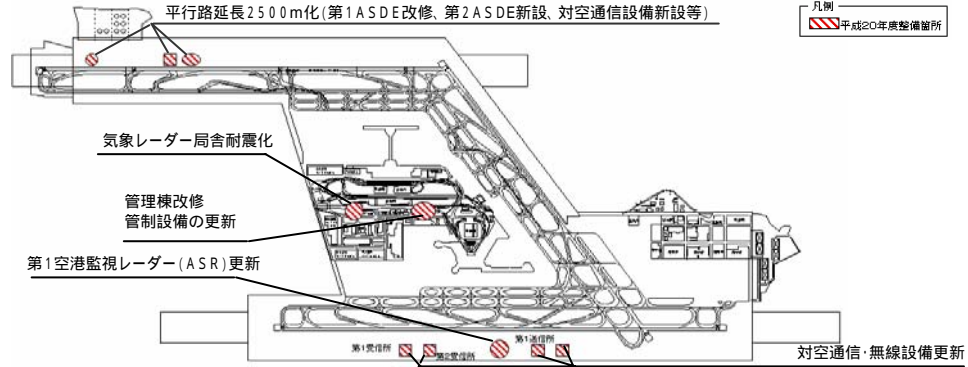 平行路延長2500m化(第1ASDE改修、第2ASDE新設、対空通信設備新設等)
凡例
平成20年度整備箇所
気象レーダー局舎耐震化
管理棟改修
管制設備の更新
第1空港監視レーダー(ASR)更新
第1受信所
第2受信所
第1送信所
対空通信・無線設備更新